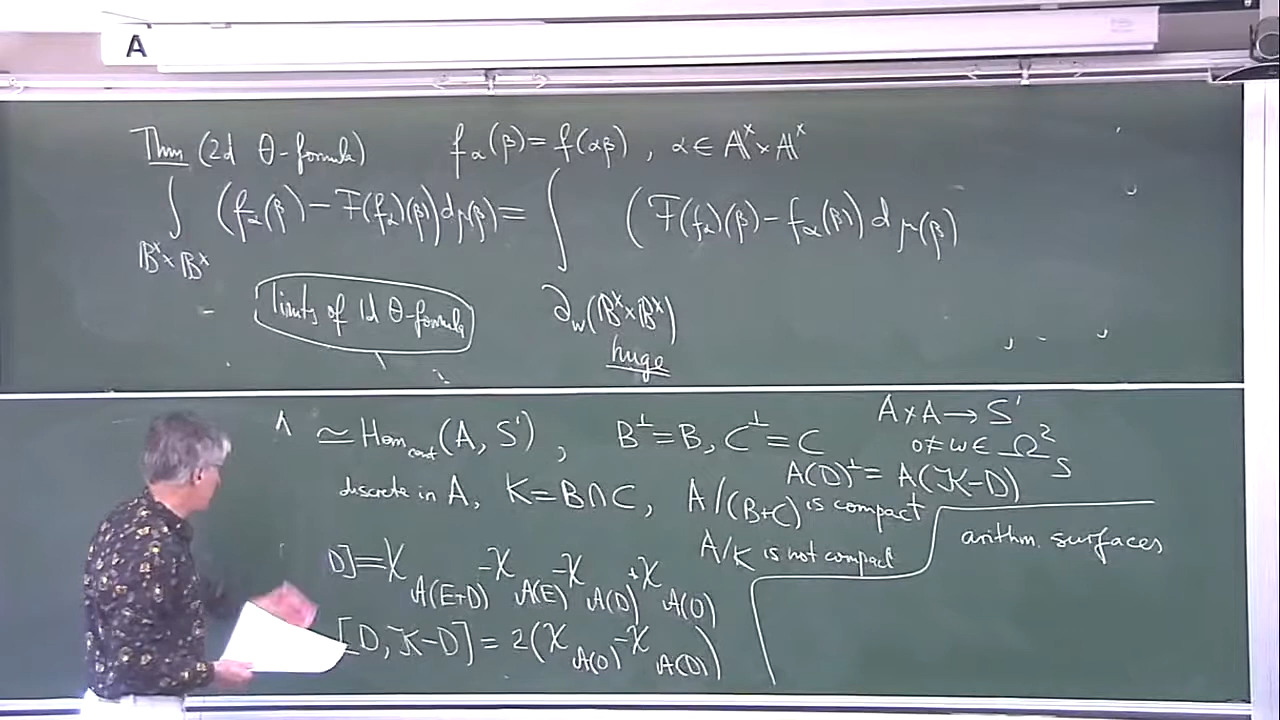 A
Thm (2d θ-formula) f_α(β) = f(αβ), α ∈ 𝔸^× × 𝔸^×
∫_{𝔹^××𝔹^×} (f_α(β) − F(f_α)(β)) dμ(β) = ∫_{∂_w(𝔹^××𝔹^×)} (F(f_α)(β) − f_α(β)) dμ(β)
limits of 1d θ-formula
huge
A × A → S¹
A ≃ Hom_cont(A, S¹), B^⊥ = B, C^⊥ = C
0 ≠ ω ∈ Ω²_S
A(D)^⊥ = A(𝒦−D)
discrete in A, K = B∩C, A/(B+C) is compact
A/K is not compact
arithm. surfaces
D] = χ_{A(E+D)} − χ_{A(E)} − χ_{A(D)} + χ_{A(0)}
[D, 𝒦−D] = 2(χ_{A(0)} − χ_{A(D)})